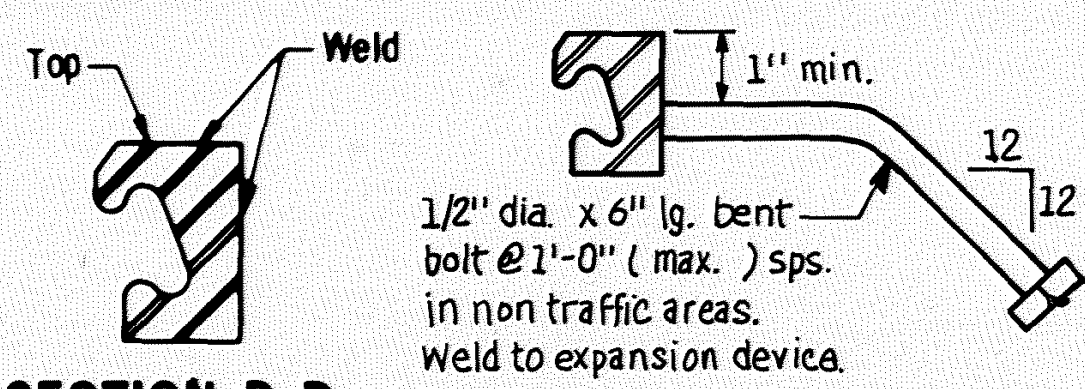 Top
Weld
1" min.
12
12
1/2" dia. x 6" lg. bent
bolt @ 1'-0" ( max. ) sps.
in non traffic areas.
Weld to expansion device.